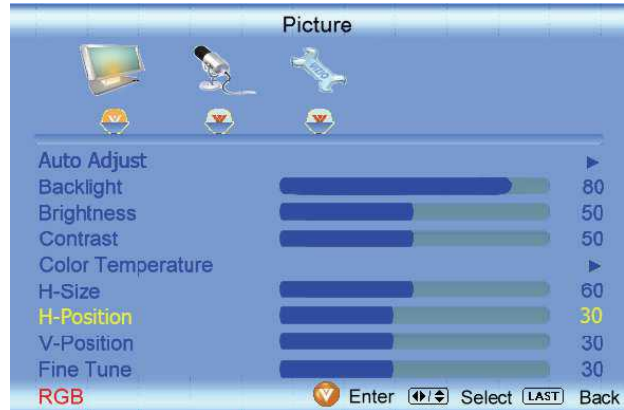 Picture
VIZIO
Auto Adjust
Backlight 80
Brightness 50
Contrast 50
Color Temperature
H-Size 60
H-Position 30
V-Position 30
Fine Tune 30
RGB Enter Select LAST Back